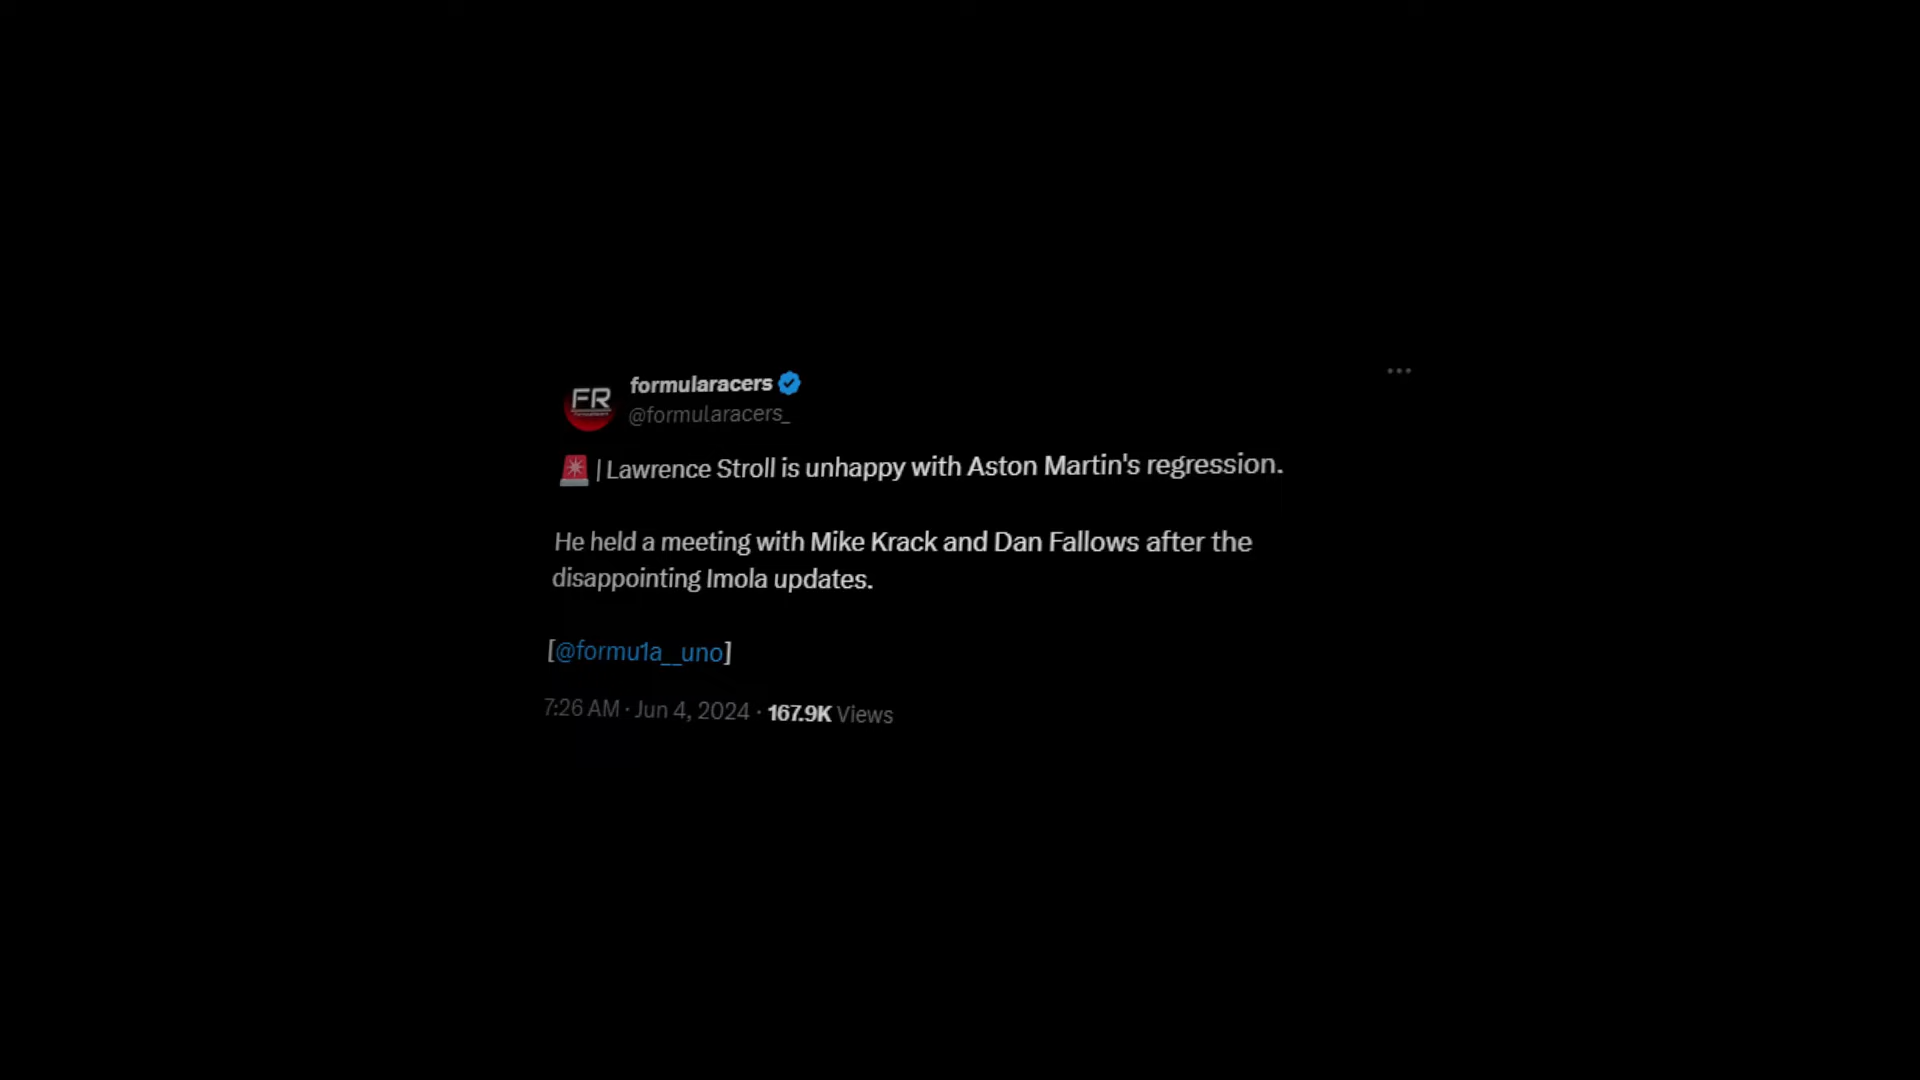 FR
formularacers
@formularacers_
🚨 | Lawrence Stroll is unhappy with Aston Martin's regression.
He held a meeting with Mike Krack and Dan Fallows after the
disappointing Imola updates.
[@formu1a__uno]
7:26 AM · Jun 4, 2024 · 167.9K Views